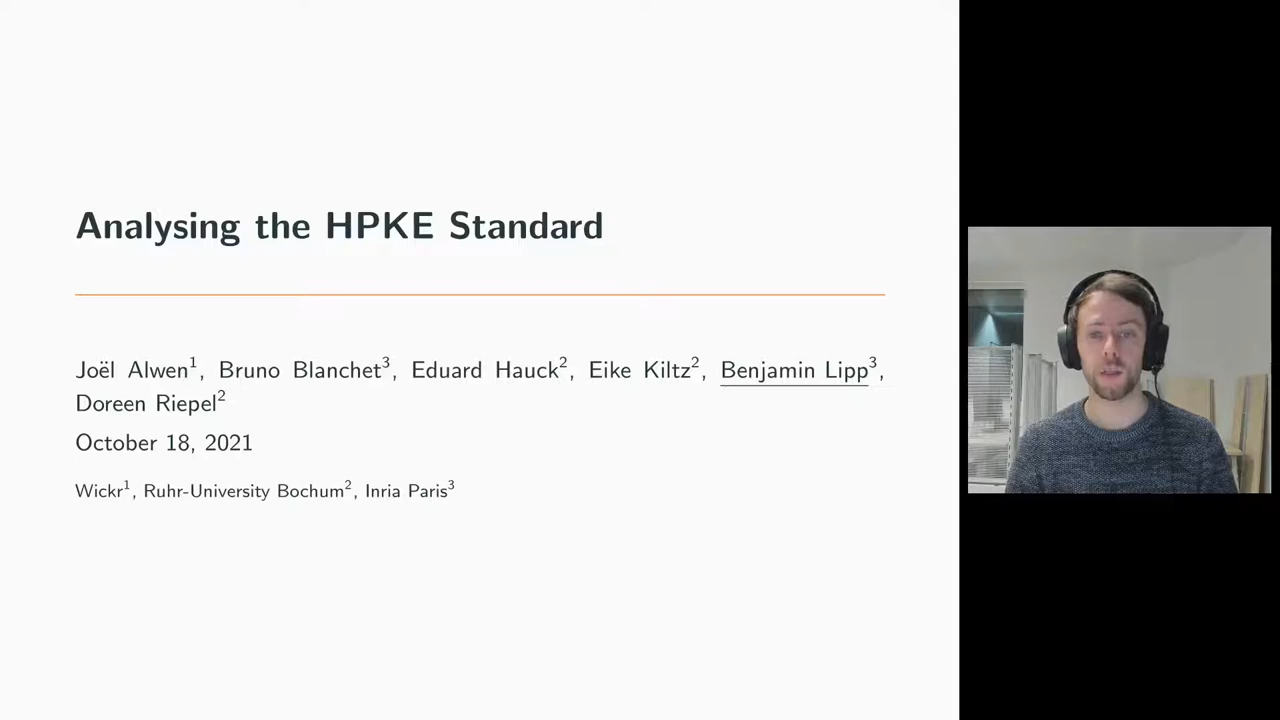 Analysing the HPKE Standard
Joël Alwen¹, Bruno Blanchet³, Eduard Hauck², Eike Kiltz², Benjamin Lipp³,
Doreen Riepel²
October 18, 2021
Wickr¹, Ruhr-University Bochum², Inria Paris³